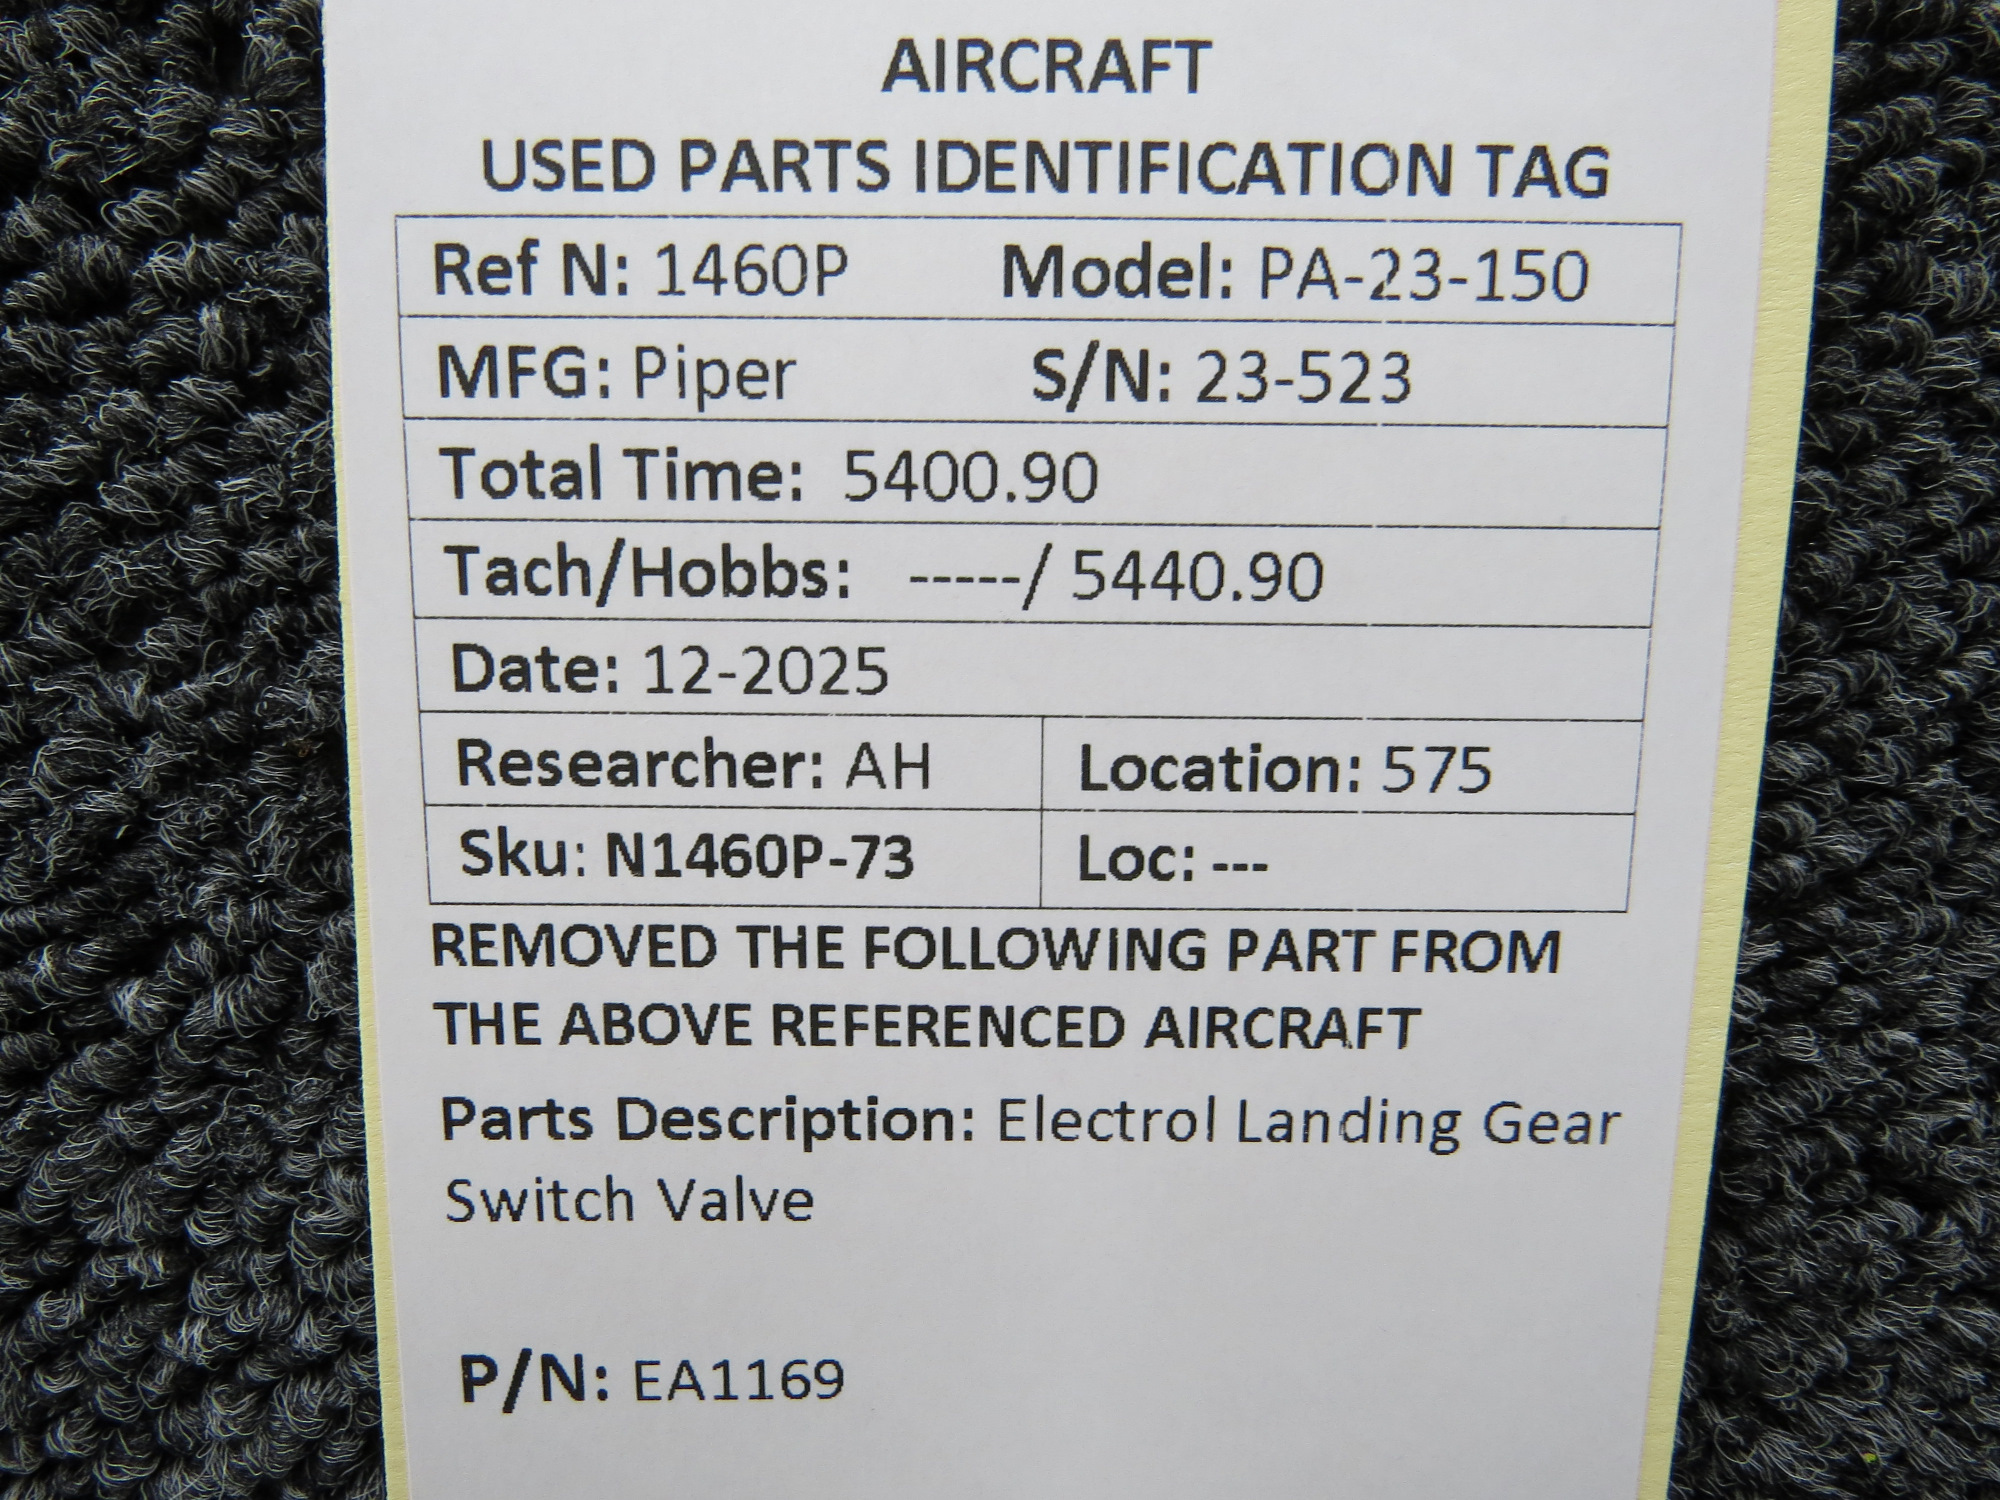 AIRCRAFT
USED PARTS IDENTIFICATION TAG
Ref N: 1460P Model: PA-23-150
MFG: Piper S/N: 23-523
Total Time: 5400.90
Tach/Hobbs: -----/ 5440.90
Date: 12-2025
Researcher: AH Location: 575
Sku: N1460P-73 Loc: ---
REMOVED THE FOLLOWING PART FROM
THE ABOVE REFERENCED AIRCRAFT
Parts Description: Electrol Landing Gear
Switch Valve
P/N: EA1169